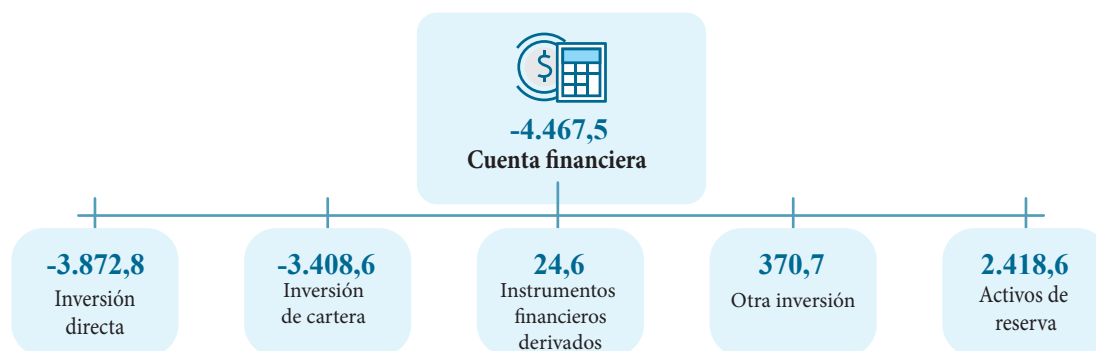 $
-4.467,5
Cuenta financiera
-3.872,8
Inversión
directa
-3.408,6
Inversión
de cartera
24,6
Instrumentos
financieros
derivados
370,7
Otra inversión
2.418,6
Activos de
reserva